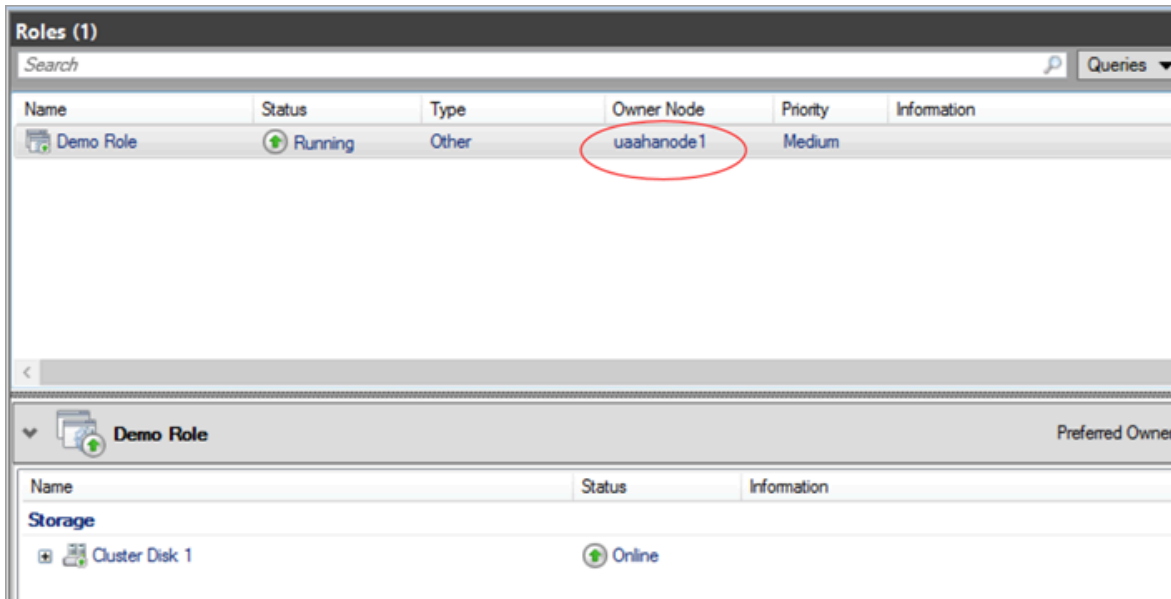 Roles (1)
Search Queries
Name Status Type Owner Node Priority Information
Demo Role Running Other uaahanode1 Medium
Demo Role Preferred Owner
Name Status Information
Storage
Cluster Disk 1 Online